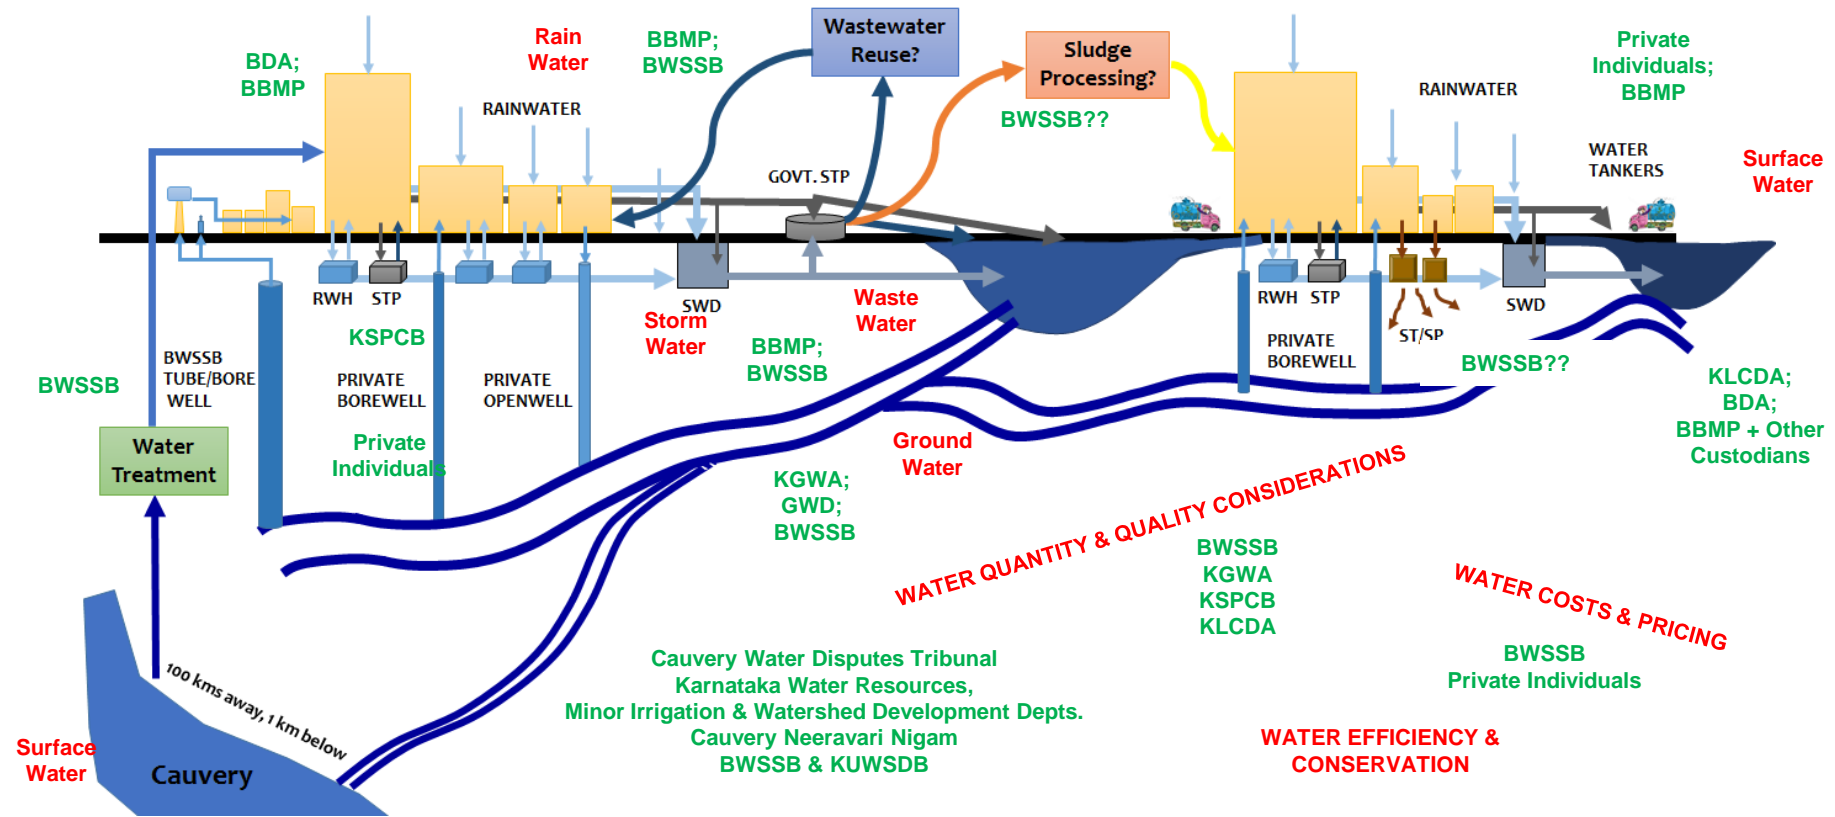 Wastewater
Reuse?
Sludge
Processing?
Rain
Water
BBMP;
BWSSB
BDA;
BBMP
RAINWATER
BWSSB??
Private
Individuals;
BBMP
RAINWATER
WATER
TANKERS
Surface
Water
GOVT. STP
RWH
STP
SWD
KSPCB
Storm
Water
Waste
Water
BBMP;
BWSSB
RWH
STP
ST/SP
SWD
PRIVATE
BOREWELL
BWSSB??
BWSSB
BWSSB
TUBE/BORE
WELL
PRIVATE
BOREWELL
PRIVATE
OPENWELL
Private
Individuals
KLCDA;
BDA;
BBMP + Other
Custodians
Water
Treatment
Ground
Water
KGWA;
GWD;
BWSSB
WATER QUANTITY & QUALITY CONSIDERATIONS
BWSSB
KGWA
KSPCB
KLCDA
WATER COSTS & PRICING
BWSSB
Private Individuals
100 kms away, 1 km below
Surface
Water
Cauvery
Cauvery Water Disputes Tribunal
Karnataka Water Resources,
Minor Irrigation & Watershed Development Depts.
Cauvery Neeravari Nigam
BWSSB & KUWSDB
WATER EFFICIENCY &
CONSERVATION